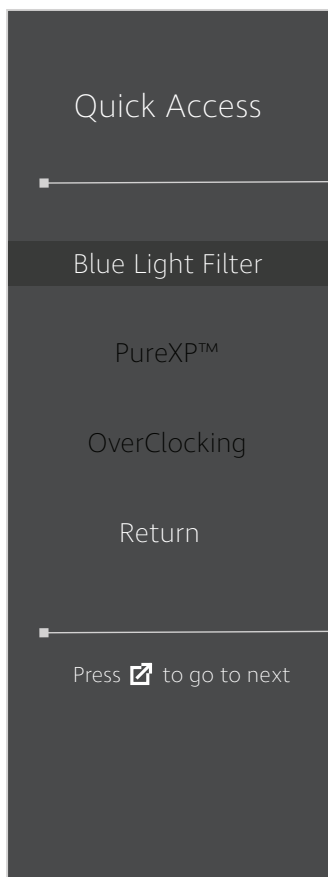 Quick Access
Blue Light Filter
PureXP™
OverClocking
Return
Press to go to next